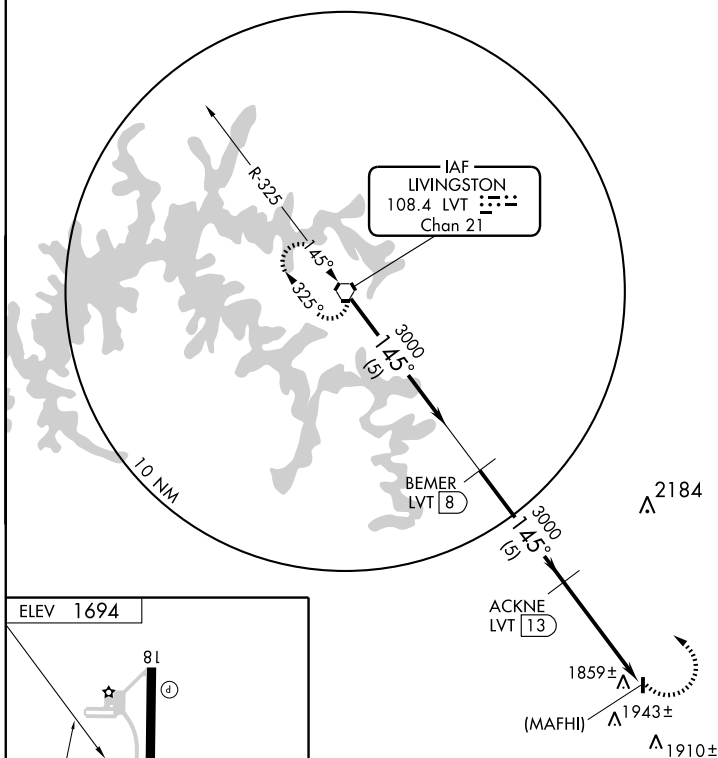 R-325
IAF
LIVINGSTON
108.4 LVT
Chan 21
145°
325°
3000
145°
(5)
10 NM
BEMER
LVT 8
2184
3000
145°
(5)
ACKNE
LVT 13
ELEV 1694
18
P
1859±
1943±
(MAFHI)
1910±